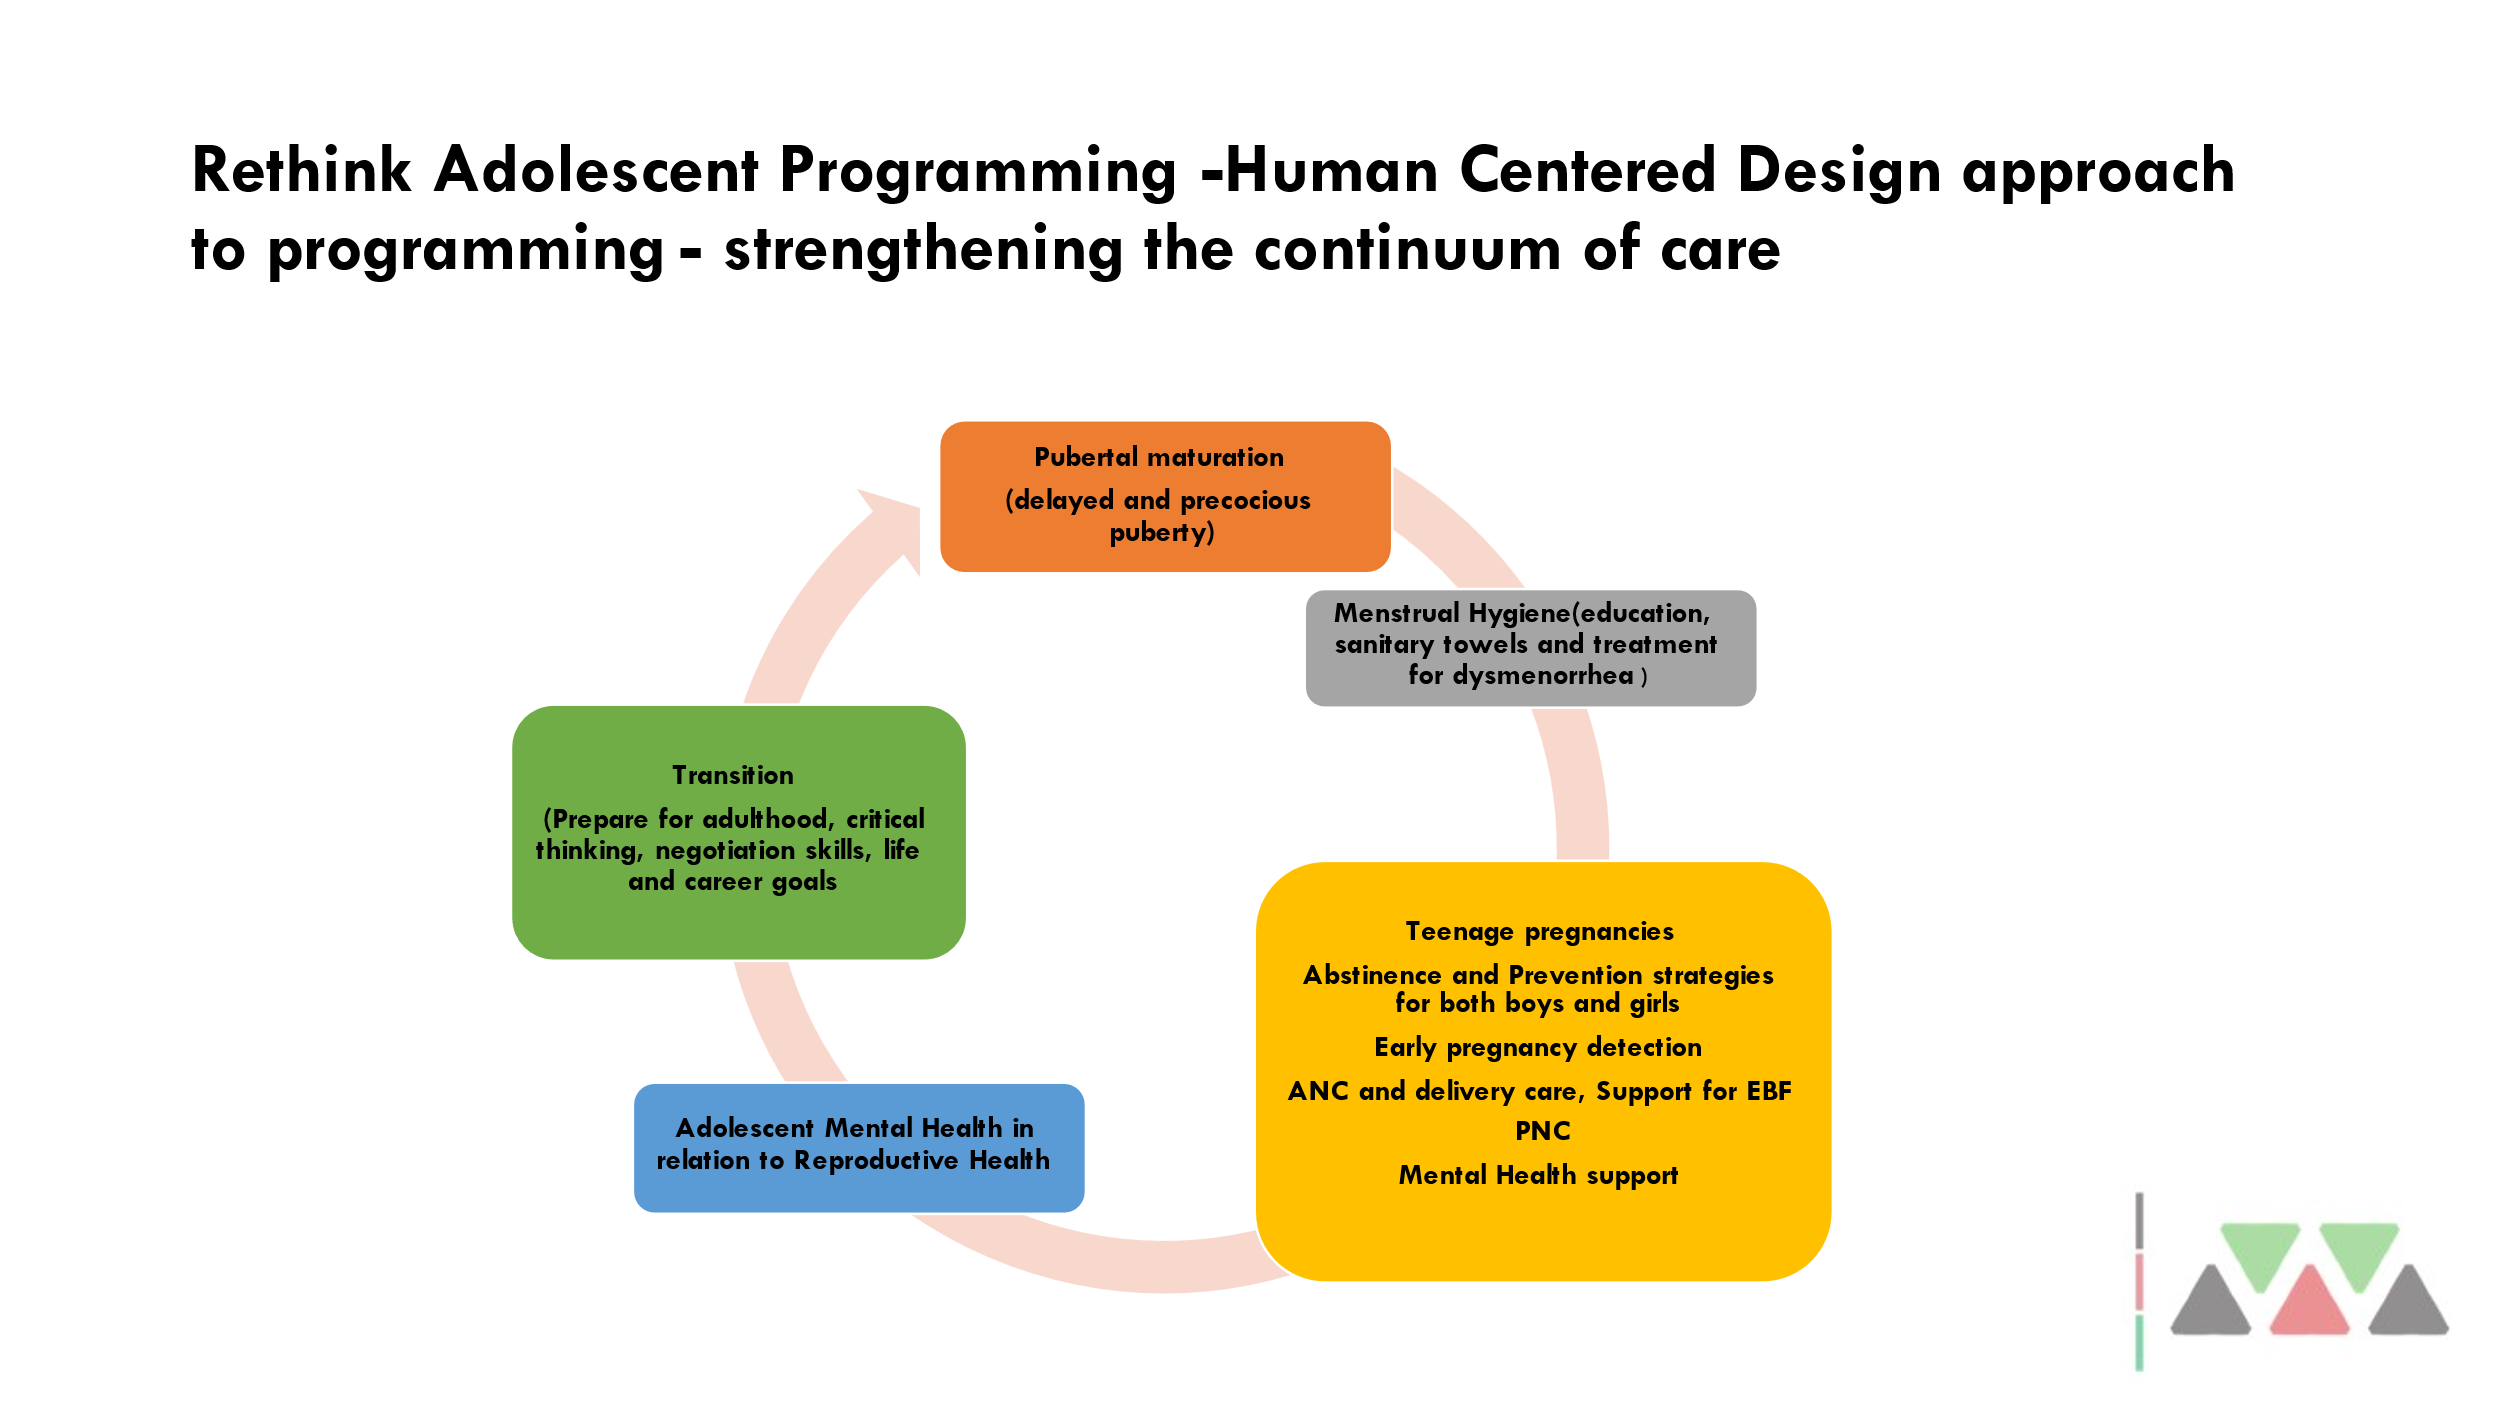 Rethink Adolescent Programming -Human Centered Design approach
to programming - strengthening the continuum of care
Pubertal maturation
(delayed and precocious
puberty)
Menstrual Hygiene(education,
sanitary towels and treatment
for dysmenorrhea )
Teenage pregnancies
Abstinence and Prevention strategies
for both boys and girls
Early pregnancy detection
ANC and delivery care, Support for EBF
PNC
Mental Health support
Adolescent Mental Health in
relation to Reproductive Health
Transition
(Prepare for adulthood, critical
thinking, negotiation skills, life
and career goals